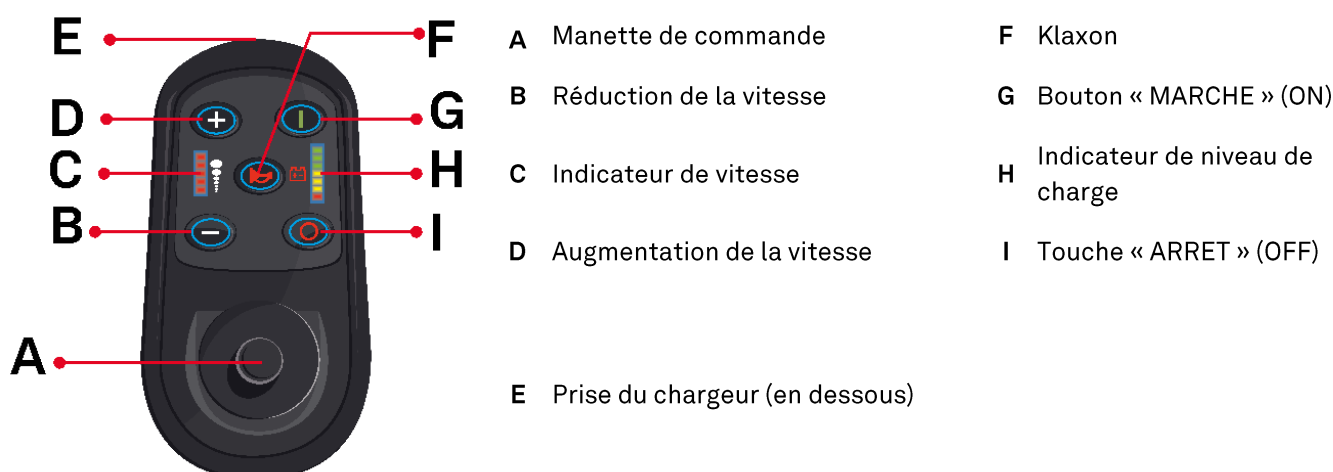 E
F
D
G
C
H
B
I
A
A Manette de commande
B Réduction de la vitesse
C Indicateur de vitesse
D Augmentation de la vitesse
E Prise du chargeur (en dessous)
F Klaxon
G Bouton « MARCHE » (ON)
H Indicateur de niveau de
charge
I Touche « ARRET » (OFF)